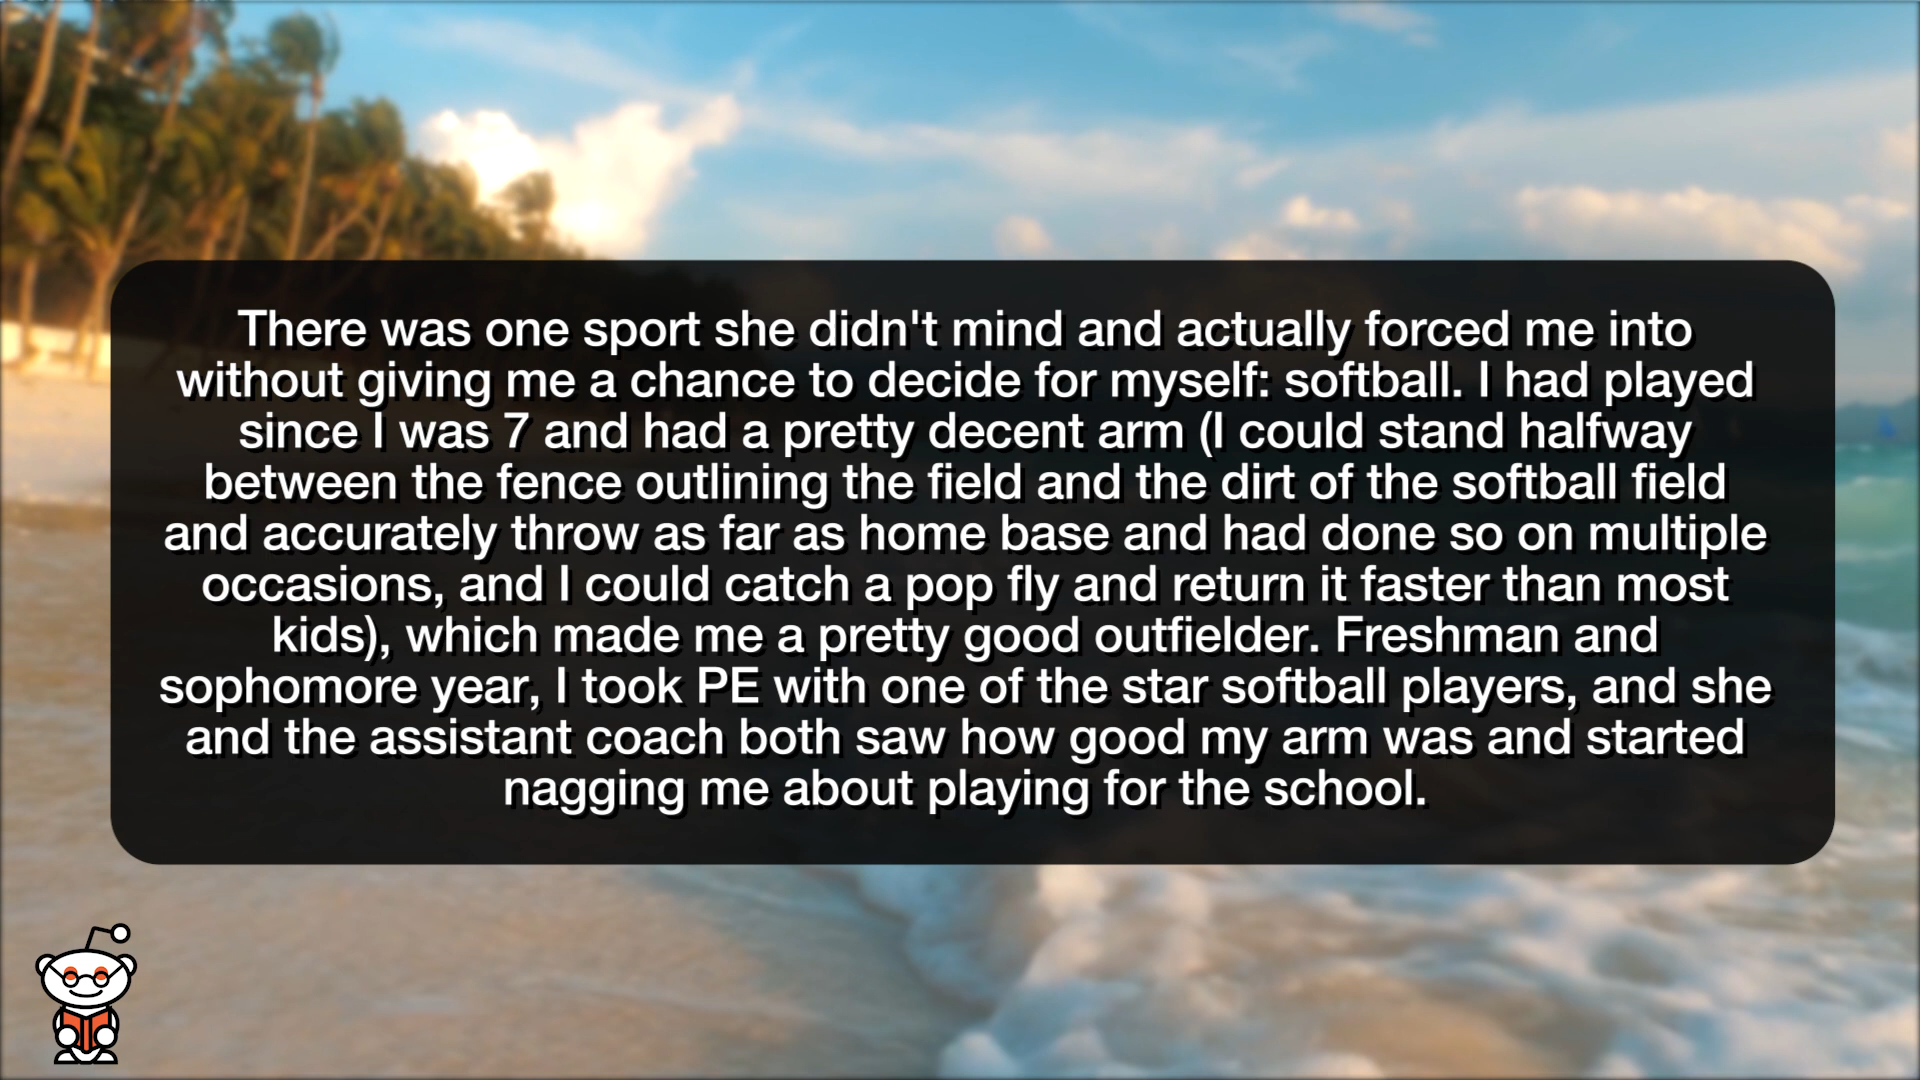 There was one sport she didn't mind and actually forced me into
without giving me a chance to decide for myself: softball. I had played
since I was 7 and had a pretty decent arm (I could stand halfway
between the fence outlining the field and the dirt of the softball field
and accurately throw as far as home base and had done so on multiple
occasions, and I could catch a pop fly and return it faster than most
kids), which made me a pretty good outfielder. Freshman and
sophomore year, I took PE with one of the star softball players, and she
and the assistant coach both saw how good my arm was and started
nagging me about playing for the school.